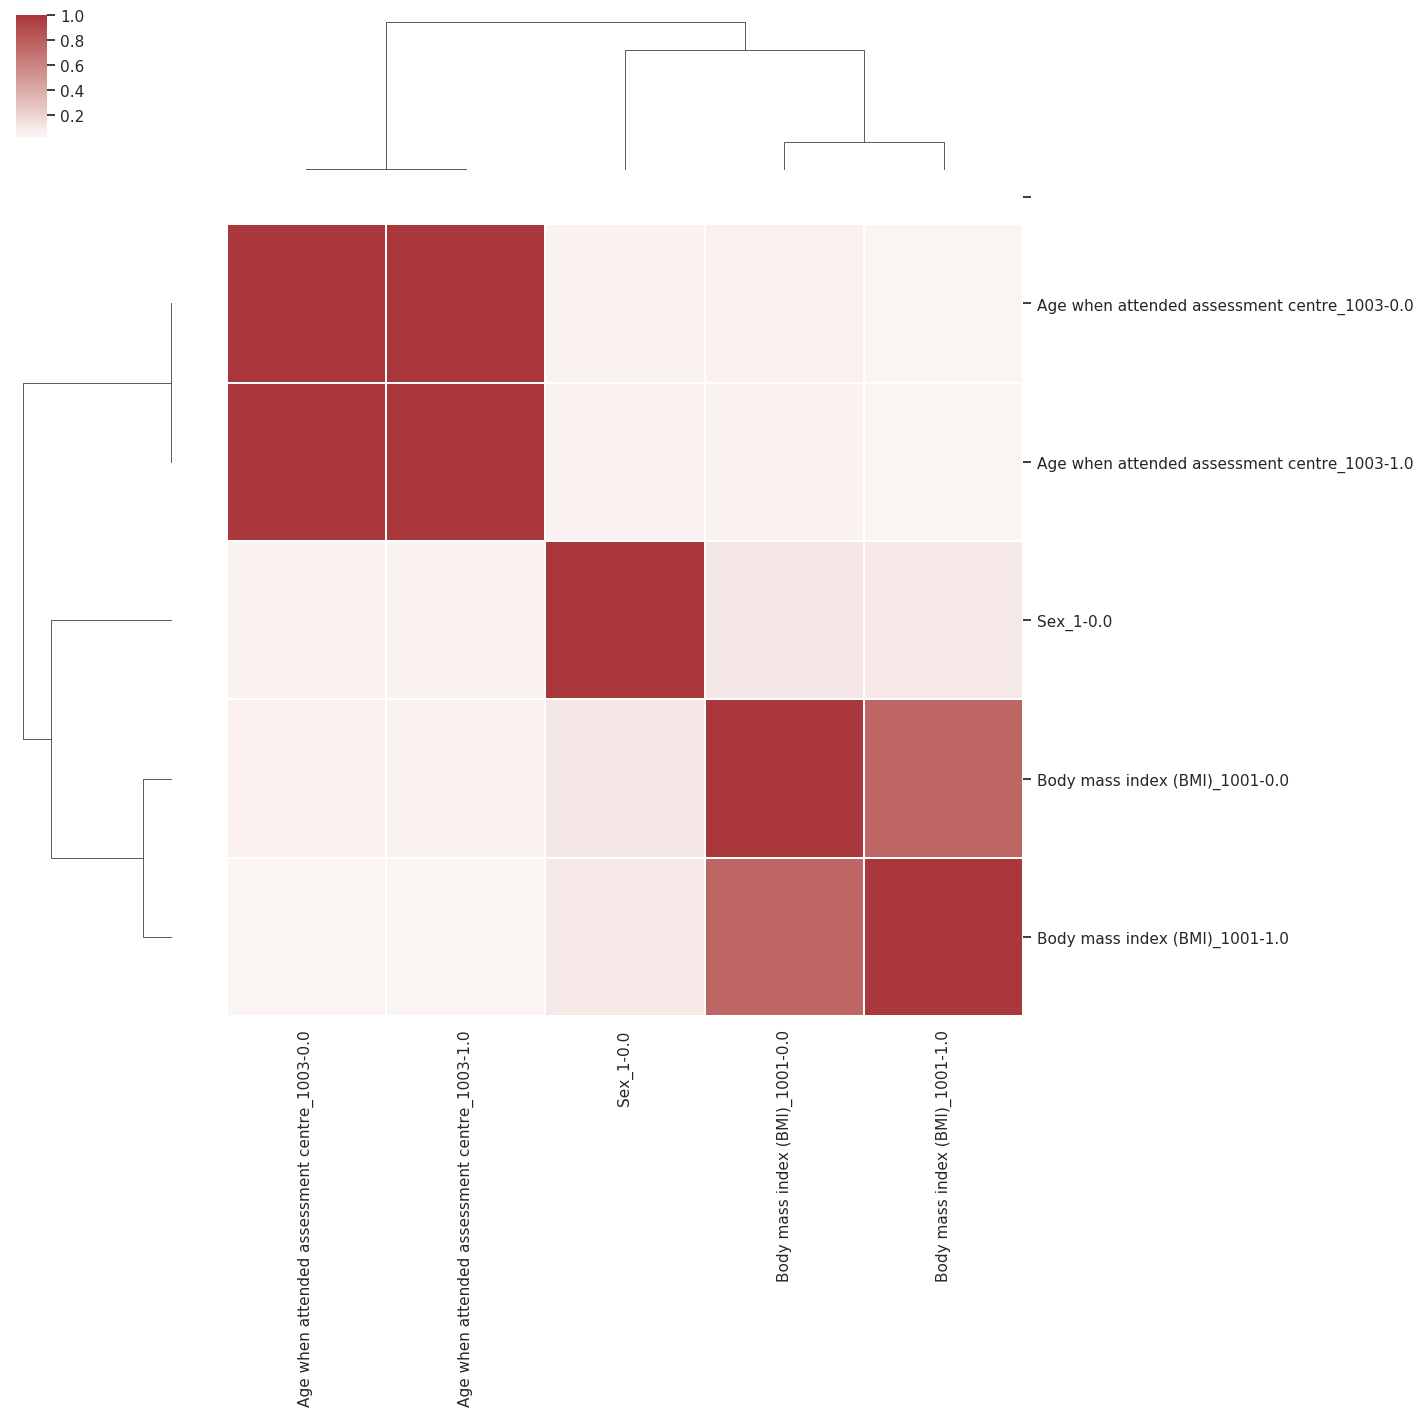 1.0
0.8
0.6
0.4
0.2
Age when attended assessment centre_1003-0.0
Age when attended assessment centre_1003-1.0
Sex_1-0.0
Body mass index (BMI)_1001-0.0
Body mass index (BMI)_1001-1.0
Age when attended assessment centre_1003-0.0
Age when attended assessment centre_1003-1.0
Sex_1-0.0
Body mass index (BMI)_1001-0.0
Body mass index (BMI)_1001-1.0